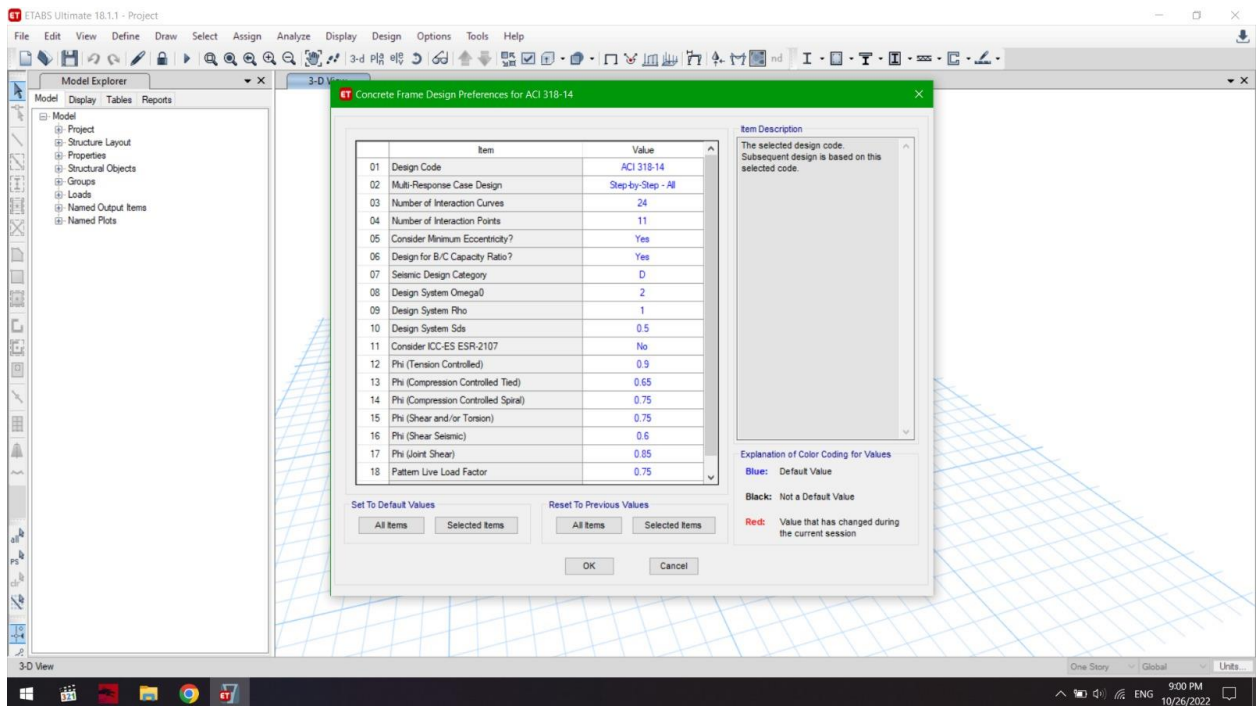 ET ETABS Ultimate 18.1.1 - Project
File Edit View Define Draw Select Assign Analyze Display Design Options Tools Help
3-d nd
Model Explorer
3-D View
Model Display Tables Reports
Model
Project
Structure Layout
Properties
Structural Objects
Groups
Loads
Named Output Items
Named Plots
all
PS
clr
ET Concrete Frame Design Preferences for ACI 318-14
Item Value
01 Design Code ACI 318-14
02 Multi-Response Case Design Step-by-Step - All
03 Number of Interaction Curves 24
04 Number of Interaction Points 11
05 Consider Minimum Eccentricity? Yes
06 Design for B/C Capacity Ratio? Yes
07 Seismic Design Category D
08 Design System Omega0 2
09 Design System Rho 1
10 Design System Sds 0.5
11 Consider ICC-ES ESR-2107 No
12 Phi (Tension Controlled) 0.9
13 Phi (Compression Controlled Tied) 0.65
14 Phi (Compression Controlled Spiral) 0.75
15 Phi (Shear and/or Torsion) 0.75
16 Phi (Shear Seismic) 0.6
17 Phi (Joint Shear) 0.85
18 Pattern Live Load Factor 0.75
Item Description
The selected design code.
Subsequent design is based on this
selected code.
Explanation of Color Coding for Values
Blue: Default Value
Black: Not a Default Value
Red: Value that has changed during
the current session
Set To Default Values
All Items Selected Items
Reset To Previous Values
All Items Selected Items
OK Cancel
3-D View
One Story Global Units...
321 ET
ENG
9:00 PM
10/26/2022